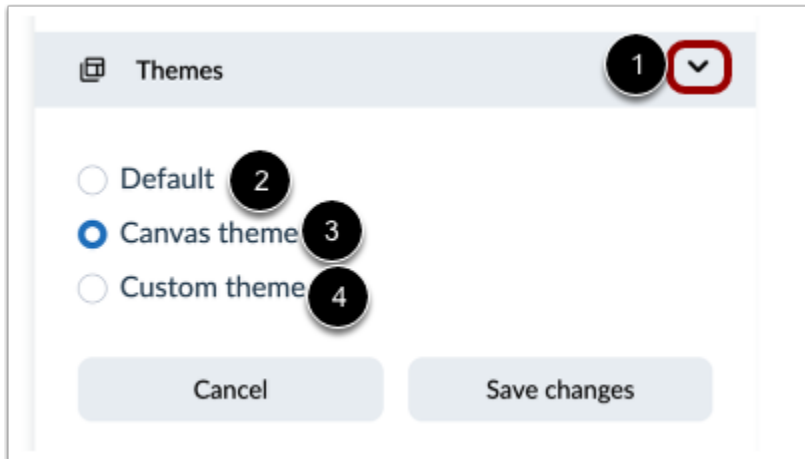 Themes 1
Default 2
Canvas theme 3
Custom theme 4
Cancel Save changes